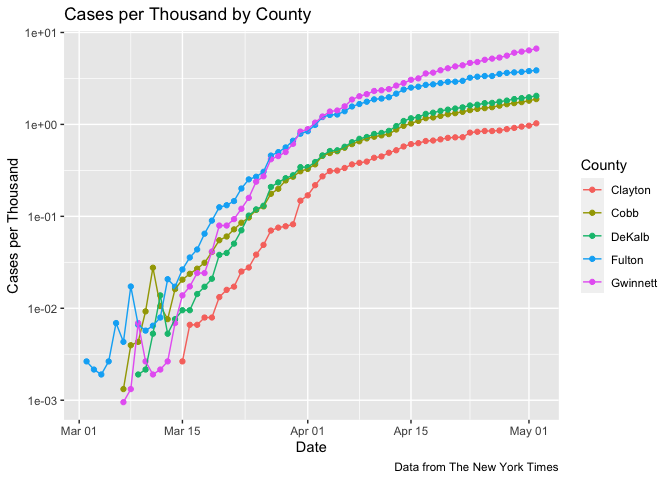 Cases per Thousand by County
1e+01
1e+00
1e-01
1e-02
1e-03
Cases per Thousand
Mar 01
Mar 15
Apr 01
Apr 15
May 01
Date
County
Clayton
Cobb
DeKalb
Fulton
Gwinnett
Data from The New York Times